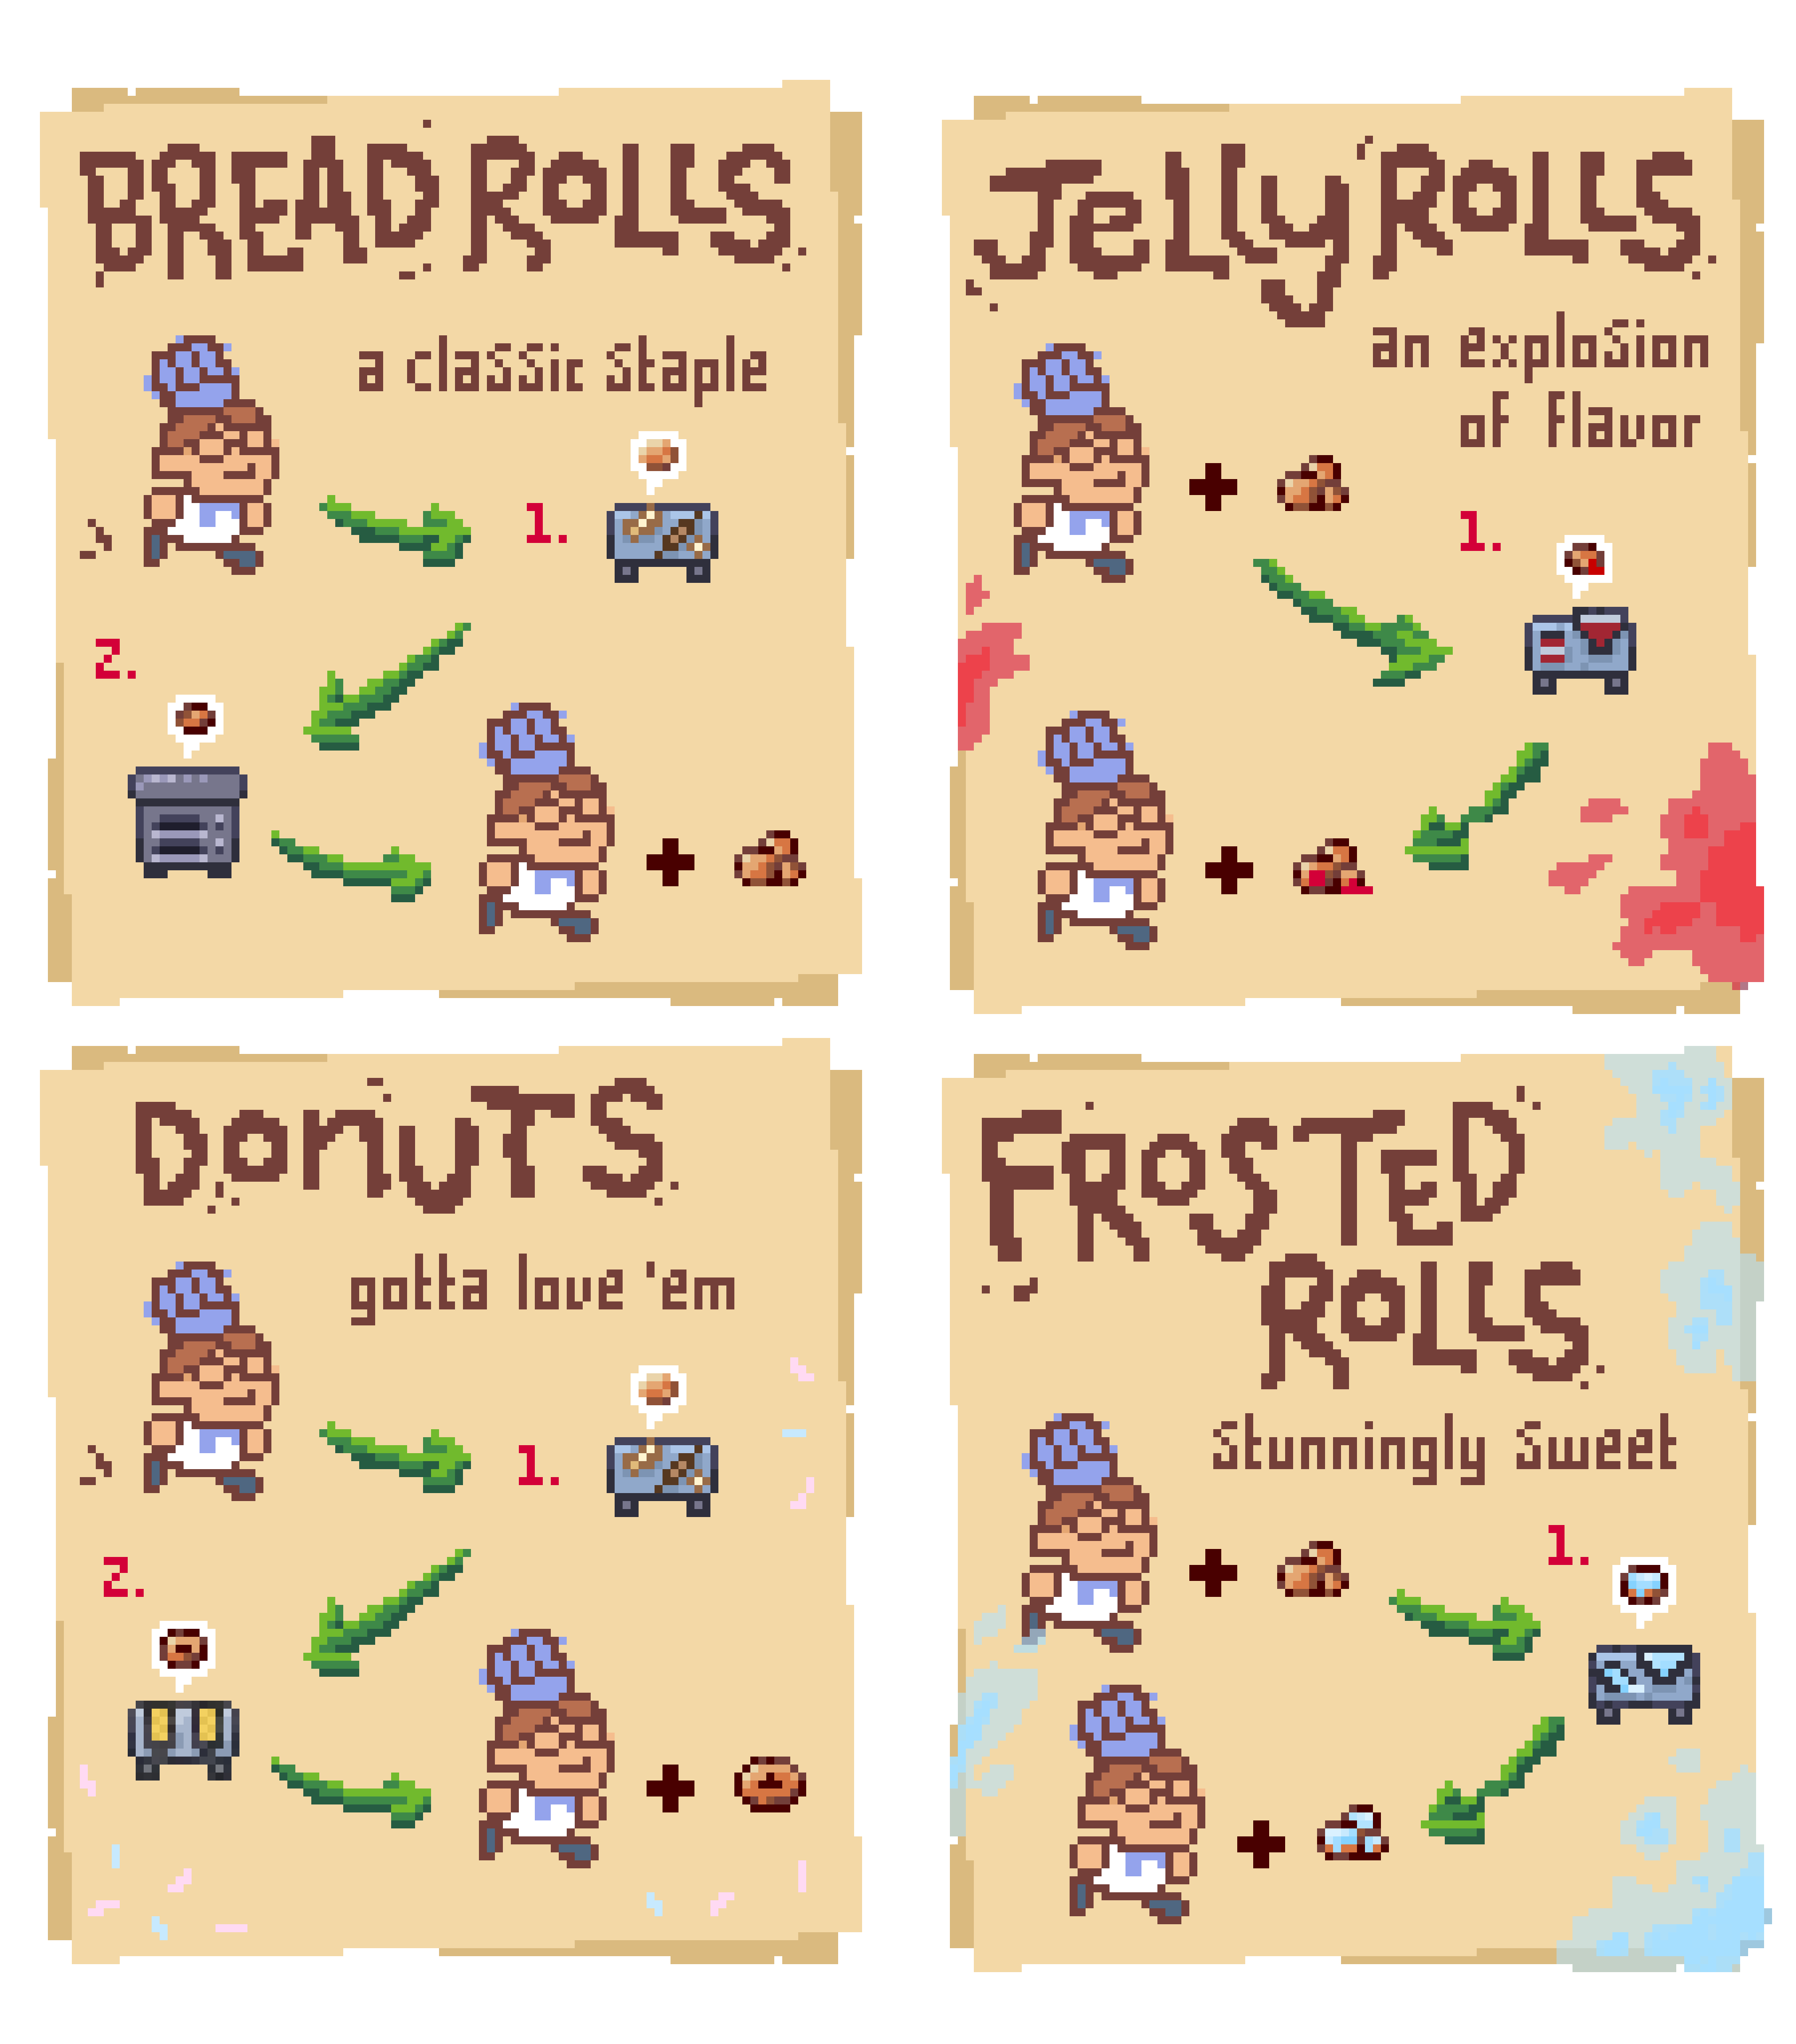 BREAD ROLLS
a classic staple
1.
2.
JeLLy ROLLS
an explosion
of flavor
1.
DonuTS
gotta love 'em
1.
2.
FROSTED
ROLLS
stunningly sweet
1.